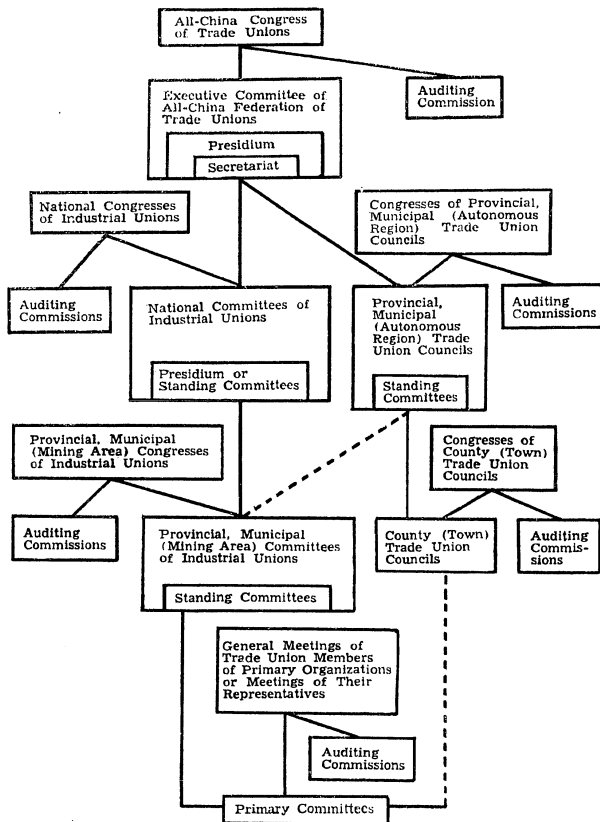 All-China Congress
of Trade Unions
Executive Committee of
All-China Federation of
Trade Unions
Presidium
Secretariat
Auditing
Commission
National Congresses
of Industrial Unions
Congresses of Provincial,
Municipal (Autonomous
Region) Trade Union
Councils
Auditing
Commissions
National Committees of
Industrial Unions
Presidium or
Standing Committees
Provincial,
Municipal
(Autonomous
Region) Trade
Union Councils
Standing
Committees
Auditing
Commissions
Provincial, Municipal
(Mining Area) Congresses
of Industrial Unions
Congresses of
County (Town)
Trade Union
Councils
Auditing
Commissions
Provincial, Municipal
(Mining Area) Committees
of Industrial Unions
Standing Committees
County (Town)
Trade Union
Councils
Auditing
Commis-
sions
General Meetings of
Trade Union Members
of Primary Organizations
or Meetings of Their
Representatives
Auditing
Commissions
Primary Committees